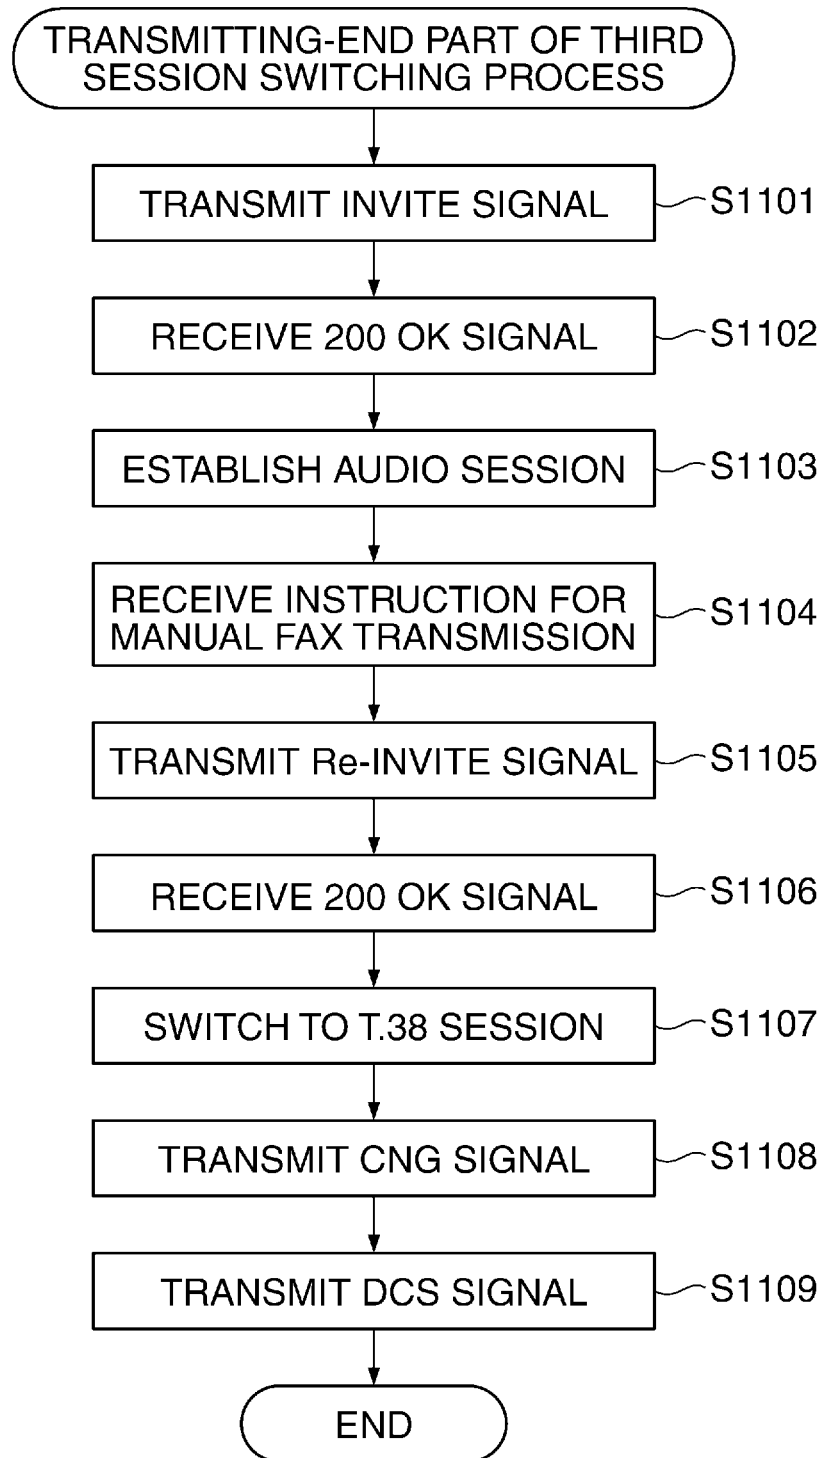 TRANSMITTING-END PART OF THIRD
SESSION SWITCHING PROCESS
TRANSMIT INVITE SIGNAL
S1101
RECEIVE 200 OK SIGNAL
S1102
ESTABLISH AUDIO SESSION
S1103
RECEIVE INSTRUCTION FOR
MANUAL FAX TRANSMISSION
S1104
TRANSMIT Re-INVITE SIGNAL
S1105
RECEIVE 200 OK SIGNAL
S1106
SWITCH TO T.38 SESSION
S1107
TRANSMIT CNG SIGNAL
S1108
TRANSMIT DCS SIGNAL
S1109
END